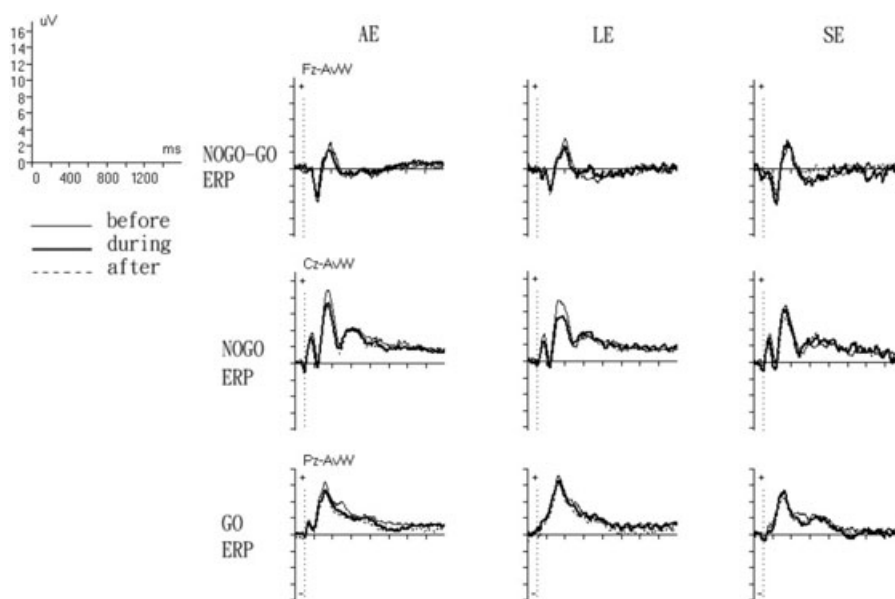 uV
AE LE SE
16
14
12
10
8
6
4
2
0
ms
0 400 800 1200
Fz-AvW
+ + +
NOGO-GO
ERP
before
during
after
Cz-AvW
+ + +
NOGO
ERP
Pz-AvW
+ + +
GO
ERP
- - -